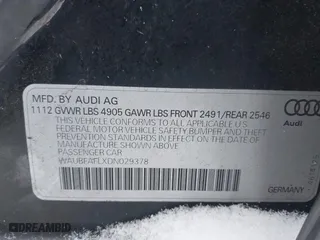 MFD. BY AUDI AG
1112 GVWR LBS 4905 GAWR LBS FRONT 2491/REAR 2546
THIS VEHICLE CONFORMS TO ALL APPLICABLE U.S.
FEDERAL MOTOR VEHICLE SAFETY BUMPER AND THEFT
PREVENTION STANDARDS IN EFFECT ON
THE DATE OF MANUFACTURE SHOWN ABOVE
PASSENGER CAR
WAUBFAFLXDN029378
Audi
GERMANY
©BIDFAX